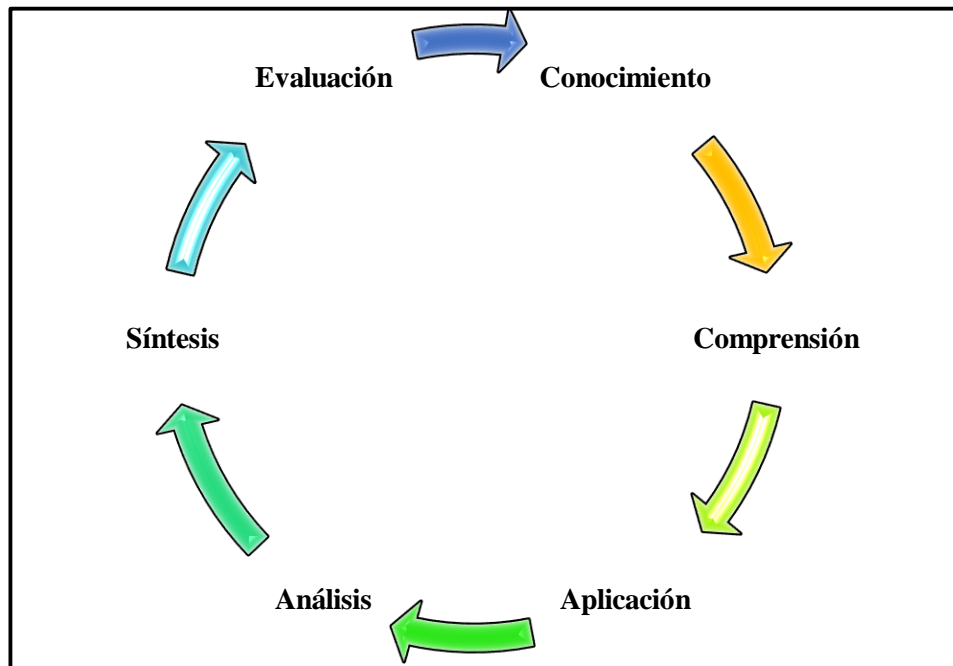 Evaluación
Conocimiento
Comprensión
Aplicación
Análisis
Síntesis